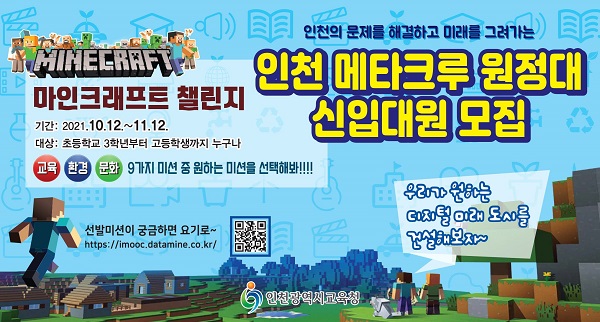 MINECRAFT
마인크래프트 챌린지
기간: 2021.10.12.~11.12.
대상: 초등학교 3학년부터 고등학생까지 누구나
교육 환경 문화 9가지 미션 중 원하는 미션을 선택해봐!!!!
선발미션이 궁금하면 요기로~
https://imooc.datamine.co.kr/
인천의 문제를 해결하고 미래를 그려가는
인천 메타크루 원정대
신입대원 모집
우리가 원하는
디지털 미래 도시를
건설해보자~
인천광역시교육청